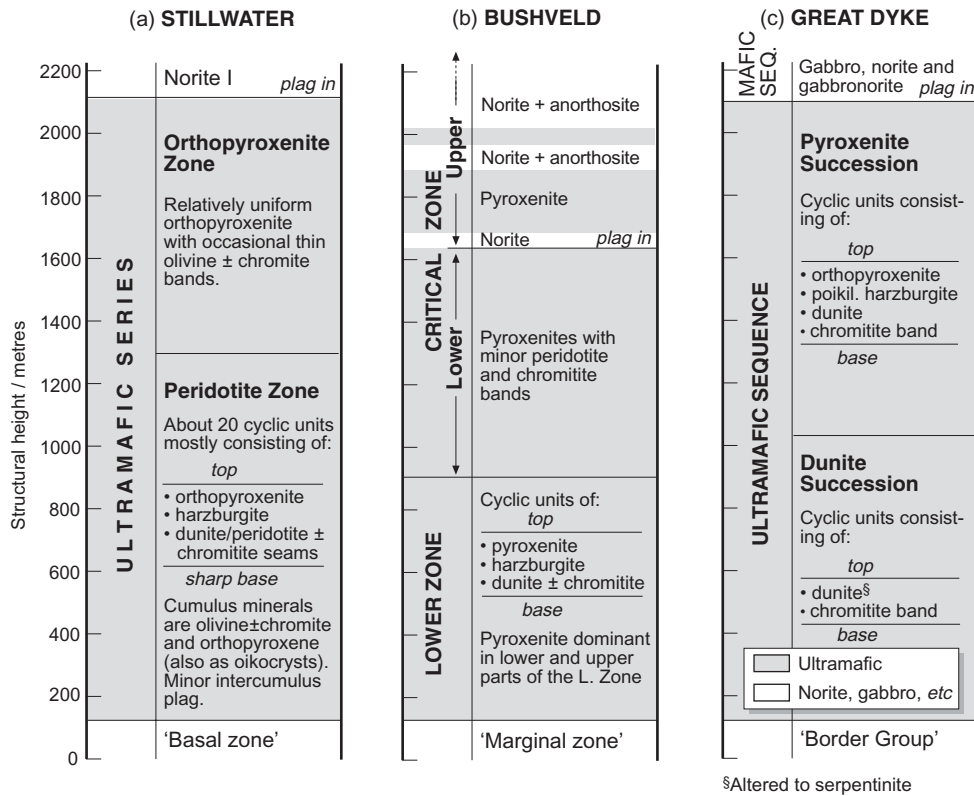 (a) STILLWATER
Structural height / metres
2200
2000
1800
1600
1400
1200
1000
800
600
400
200
0
ULTRAMAFIC SERIES
Norite I
plag in
Orthopyroxenite
Zone
Relatively uniform
orthopyroxenite
with occasional thin
olivine ± chromite
bands.
Peridotite Zone
About 20 cyclic units
mostly consisting of:
top
• orthopyroxenite
• harzburgite
• dunite/peridotite ±
chromitite seams
sharp base
Cumulus minerals
are olivine±chromite
and orthopyroxene
(also as oikocrysts).
Minor intercumulus
plag.
'Basal zone'
(b) BUSHVELD
CRITICAL ZONE
Upper
Lower
LOWER ZONE
Norite + anorthosite
Norite + anorthosite
Pyroxenite
Norite
plag in
Pyroxenites with
minor peridotite
and chromitite
bands
Cyclic units of:
top
• pyroxenite
• harzburgite
• dunite ± chromitite
base
Pyroxenite dominant
in lower and upper
parts of the L. Zone
'Marginal zone'
(c) GREAT DYKE
MAFIC
SEQ.
ULTRAMAFIC SEQUENCE
Gabbro, norite and
gabbronorite
plag in
Pyroxenite
Succession
Cyclic units consist-
ing of:
top
• orthopyroxenite
• poikil. harzburgite
• dunite
• chromitite band
base
Dunite
Succession
Cyclic units consist-
ing of:
top
• dunite§
• chromitite band
base
Ultramafic
Norite, gabbro, etc
'Border Group'
§Altered to serpentinite